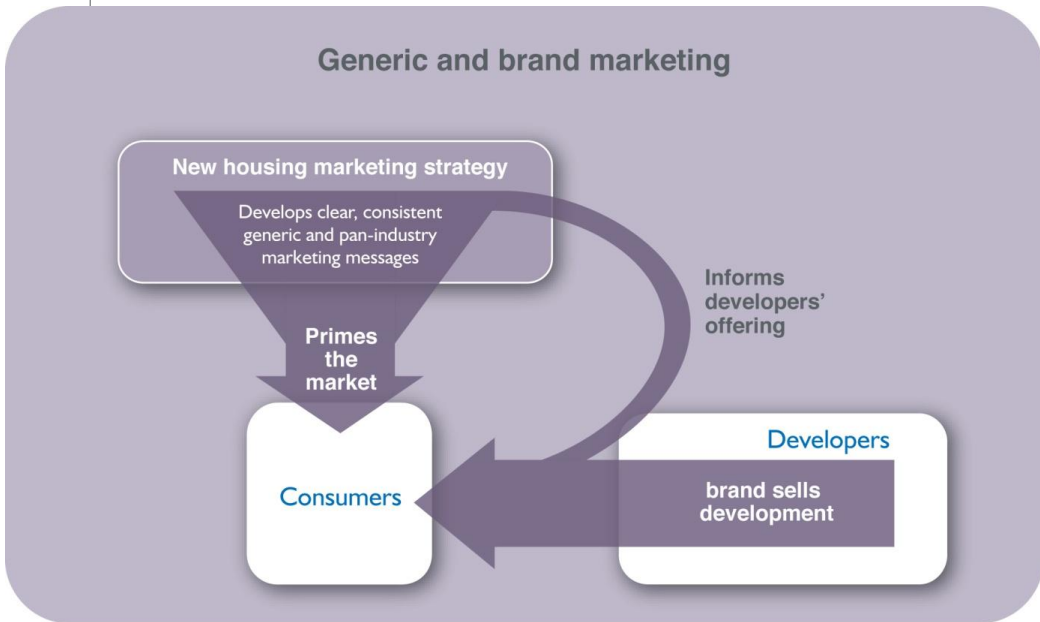 Generic and brand marketing
New housing marketing strategy
Develops clear, consistent
generic and pan-industry
marketing messages
Primes
the
market
Informs
developers’
offering
Consumers
Developers
brand sells
development